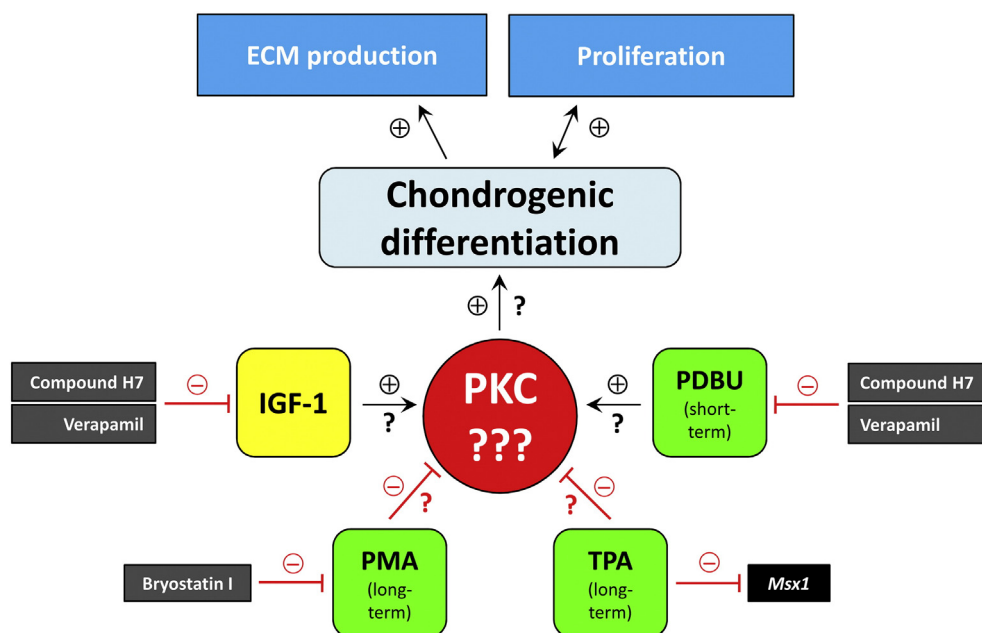 ECM production
Proliferation
⊕
⊕
Chondrogenic
differentiation
⊕ ?
Compound H7
Verapamil
⊖
IGF-1
⊕
?
PKC
???
⊕
?
PDBU
(short-
term)
⊖
Compound H7
Verapamil
⊖
?
⊖
?
Bryostatin I
⊖
PMA
(long-
term)
TPA
(long-
term)
⊖
Msx1